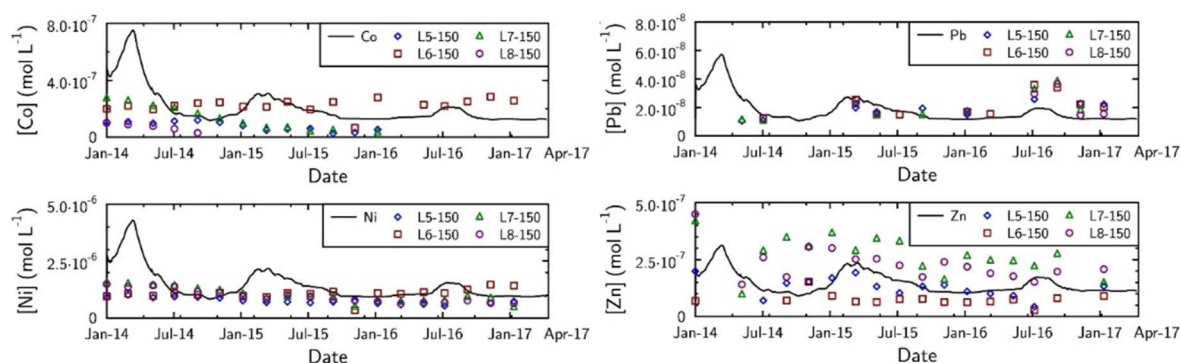 8.0·10⁻⁷
4.0·10⁻⁷
0
[Co] (mol L⁻¹)
Co L5-150 L7-150
L6-150 L8-150
Jan-14 Jul-14 Jan-15 Jul-15 Jan-16 Jul-16 Jan-17 Apr-17
Date
8.0·10⁻⁸
6.0·10⁻⁸
4.0·10⁻⁸
2.0·10⁻⁸
0
[Pb] (mol L⁻¹)
Pb L5-150 L7-150
L6-150 L8-150
Jan-14 Jul-14 Jan-15 Jul-15 Jan-16 Jul-16 Jan-17 Apr-17
Date
5.0·10⁻⁶
2.5·10⁻⁶
0
[Ni] (mol L⁻¹)
Ni L5-150 L7-150
L6-150 L8-150
Jan-14 Jul-14 Jan-15 Jul-15 Jan-16 Jul-16 Jan-17 Apr-17
Date
5.0·10⁻⁷
2.5·10⁻⁷
0
[Zn] (mol L⁻¹)
Zn L5-150 L7-150
L6-150 L8-150
Jan-14 Jul-14 Jan-15 Jul-15 Jan-16 Jul-16 Jan-17 Apr-17
Date